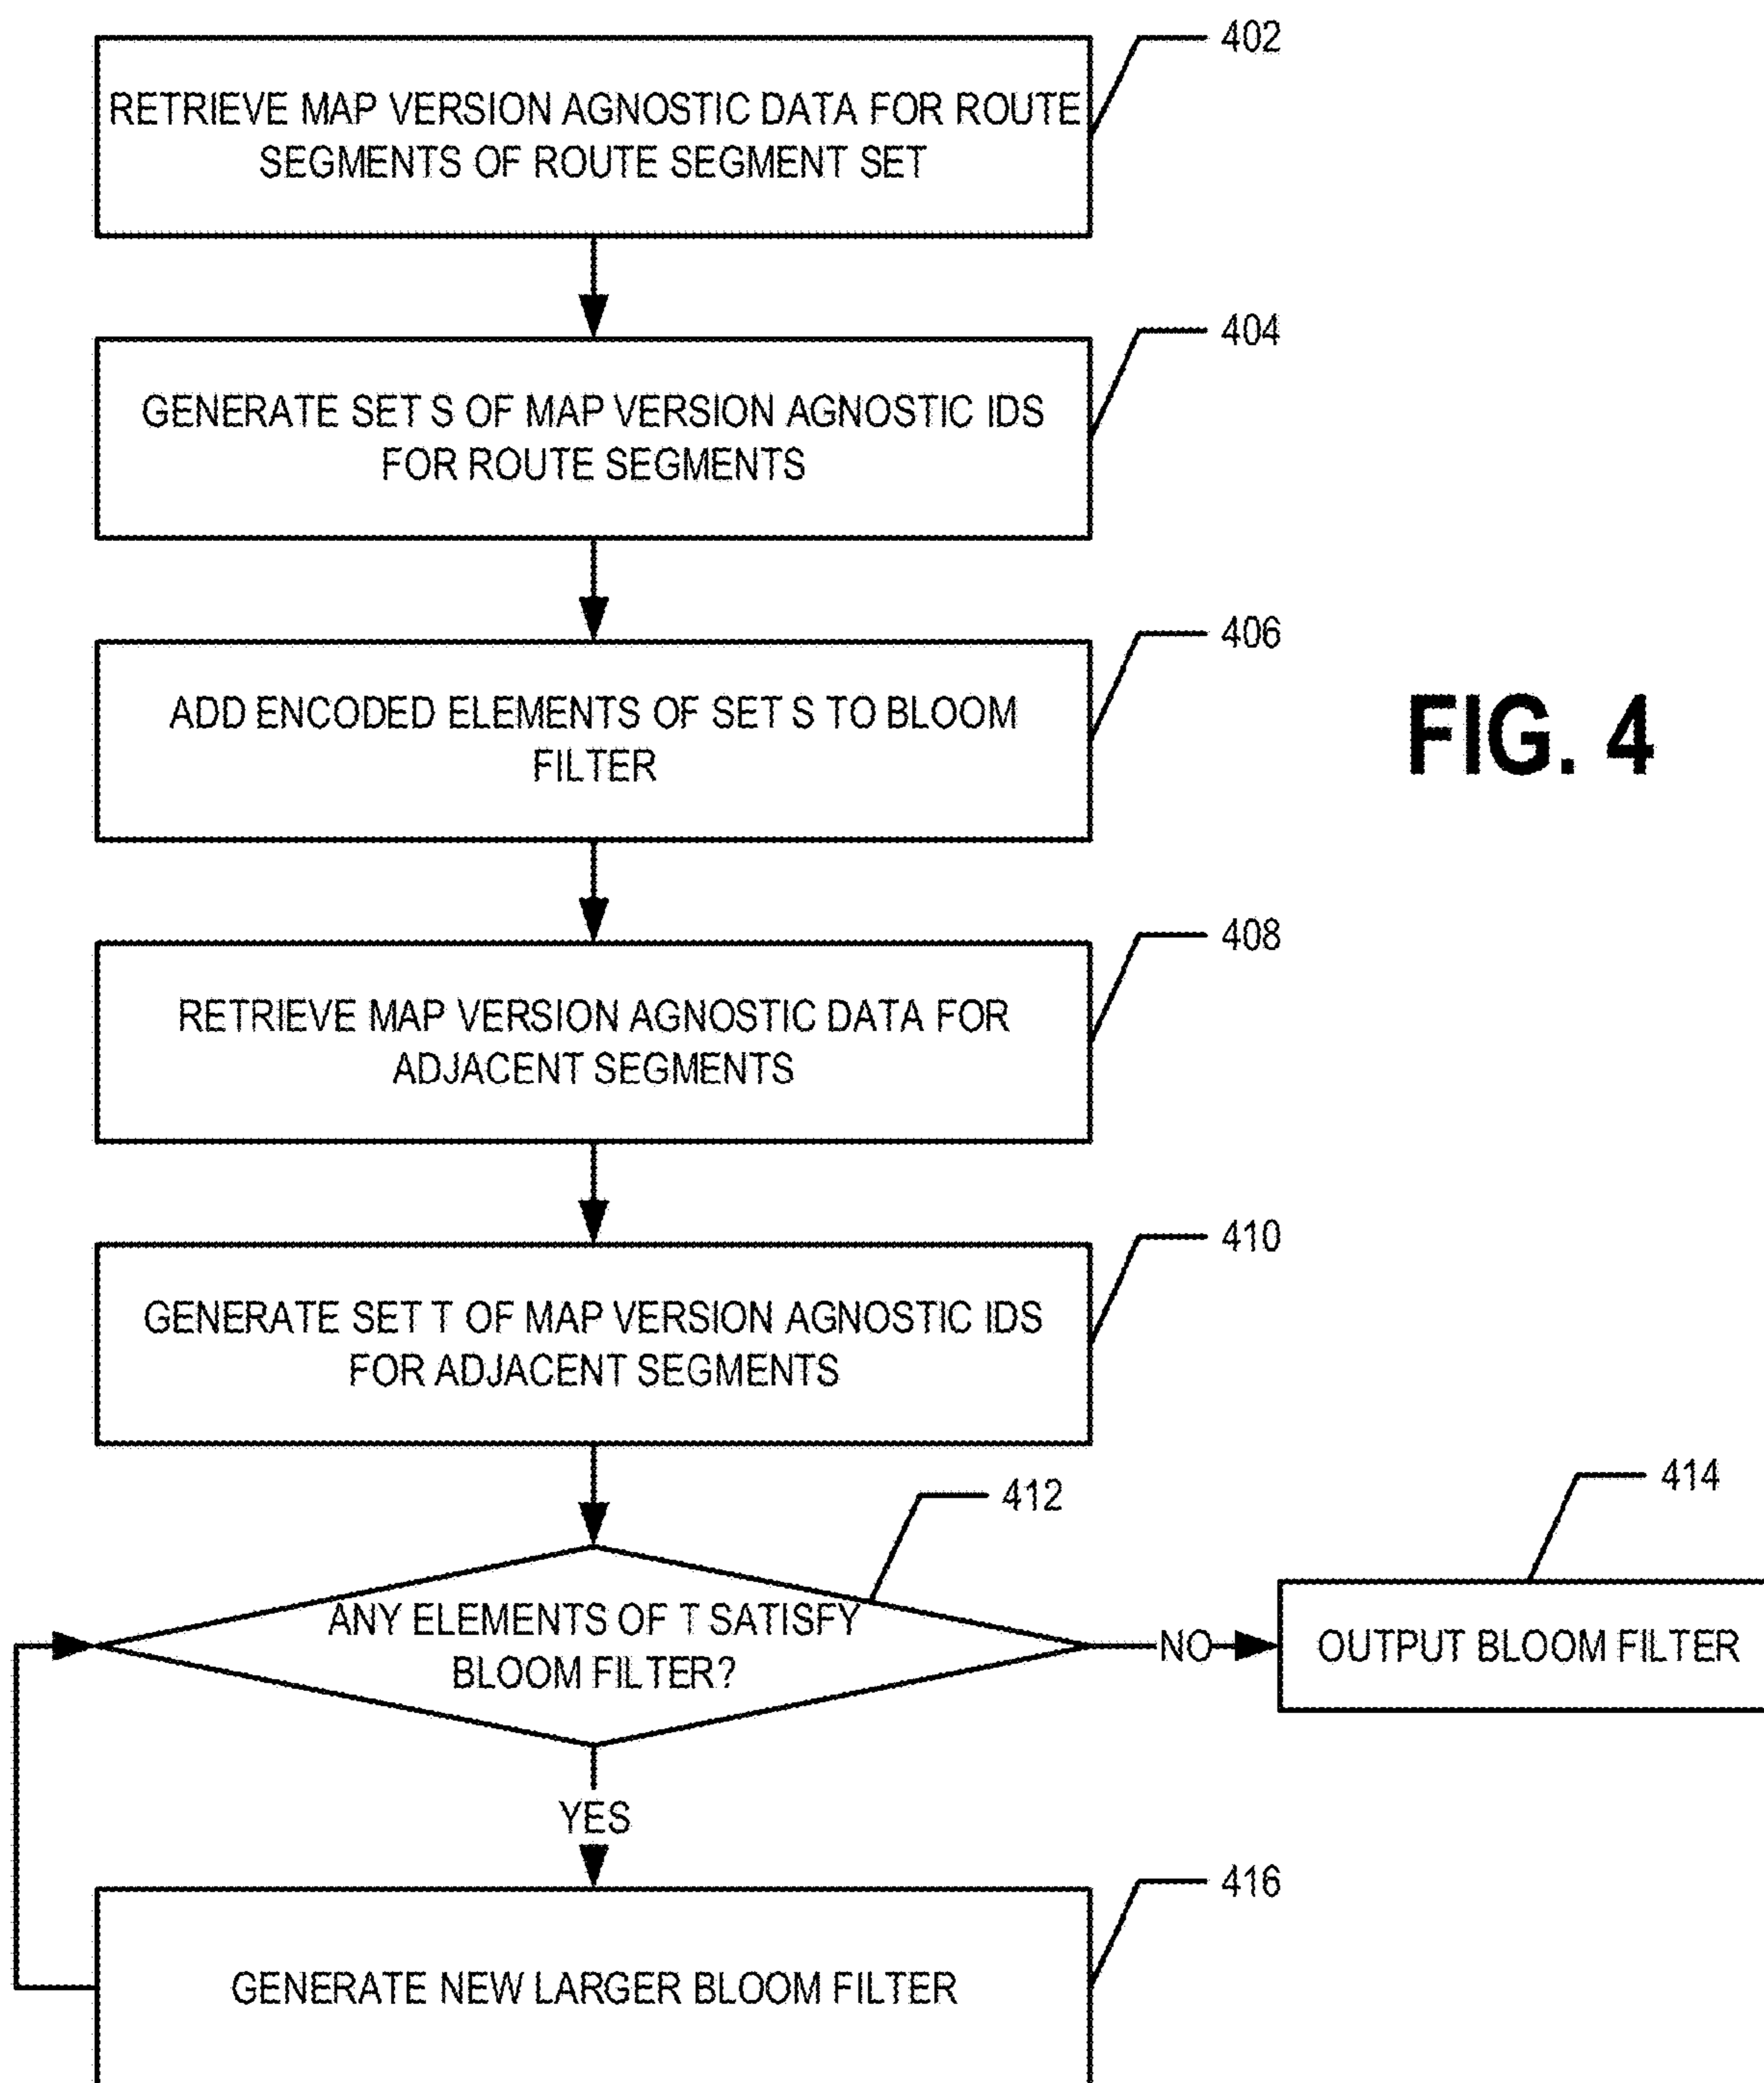 402
RETRIEVE MAP VERSION AGNOSTIC DATA FOR ROUTE
SEGMENTS OF ROUTE SEGMENT SET
404
GENERATE SET S OF MAP VERSION AGNOSTIC IDS
FOR ROUTE SEGMENTS
406
ADD ENCODED ELEMENTS OF SET S TO BLOOM
FILTER
FIG. 4
408
RETRIEVE MAP VERSION AGNOSTIC DATA FOR
ADJACENT SEGMENTS
410
GENERATE SET T OF MAP VERSION AGNOSTIC IDS
FOR ADJACENT SEGMENTS
412
414
ANY ELEMENTS OF T SATISFY
BLOOM FILTER?
NO
OUTPUT BLOOM FILTER
YES
416
GENERATE NEW LARGER BLOOM FILTER